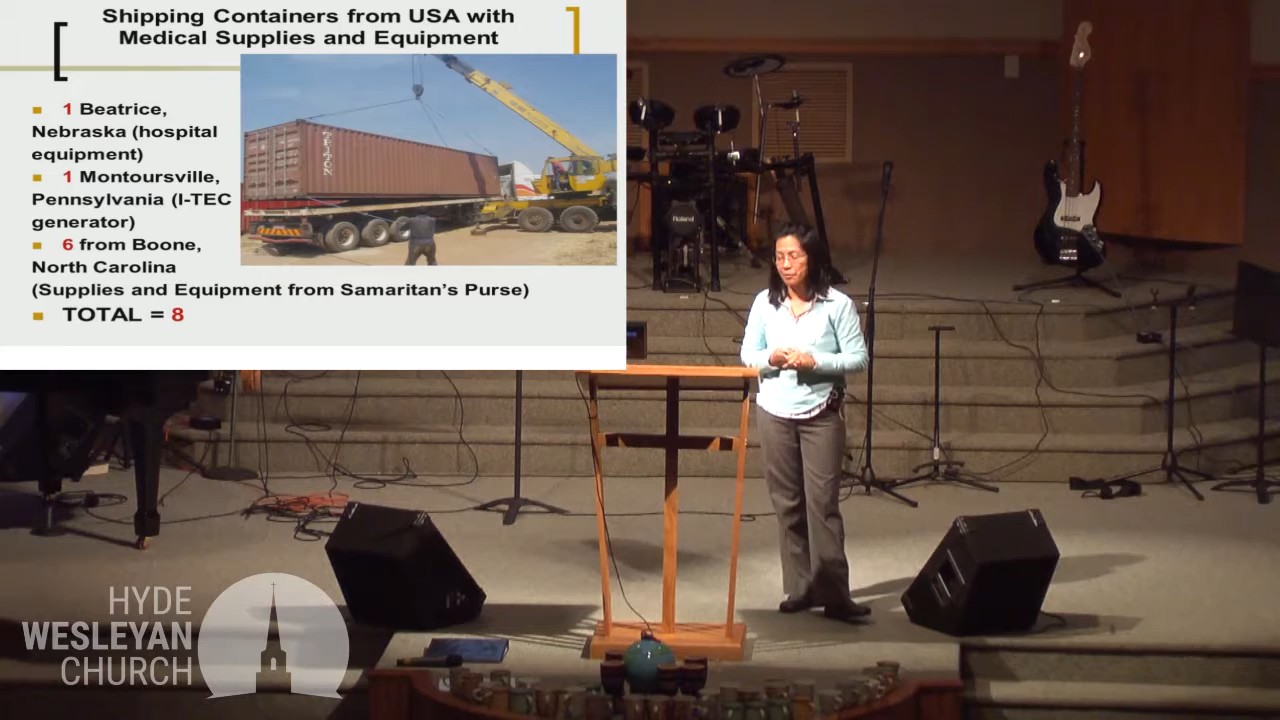 Shipping Containers from USA with
Medical Supplies and Equipment
TRITON
1 Beatrice,
Nebraska (hospital
equipment)
1 Montoursville,
Pennsylvania (I-TEC
generator)
6 from Boone,
North Carolina
(Supplies and Equipment from Samaritan's Purse)
TOTAL = 8
Roland
HYDE
WESLEYAN
CHURCH